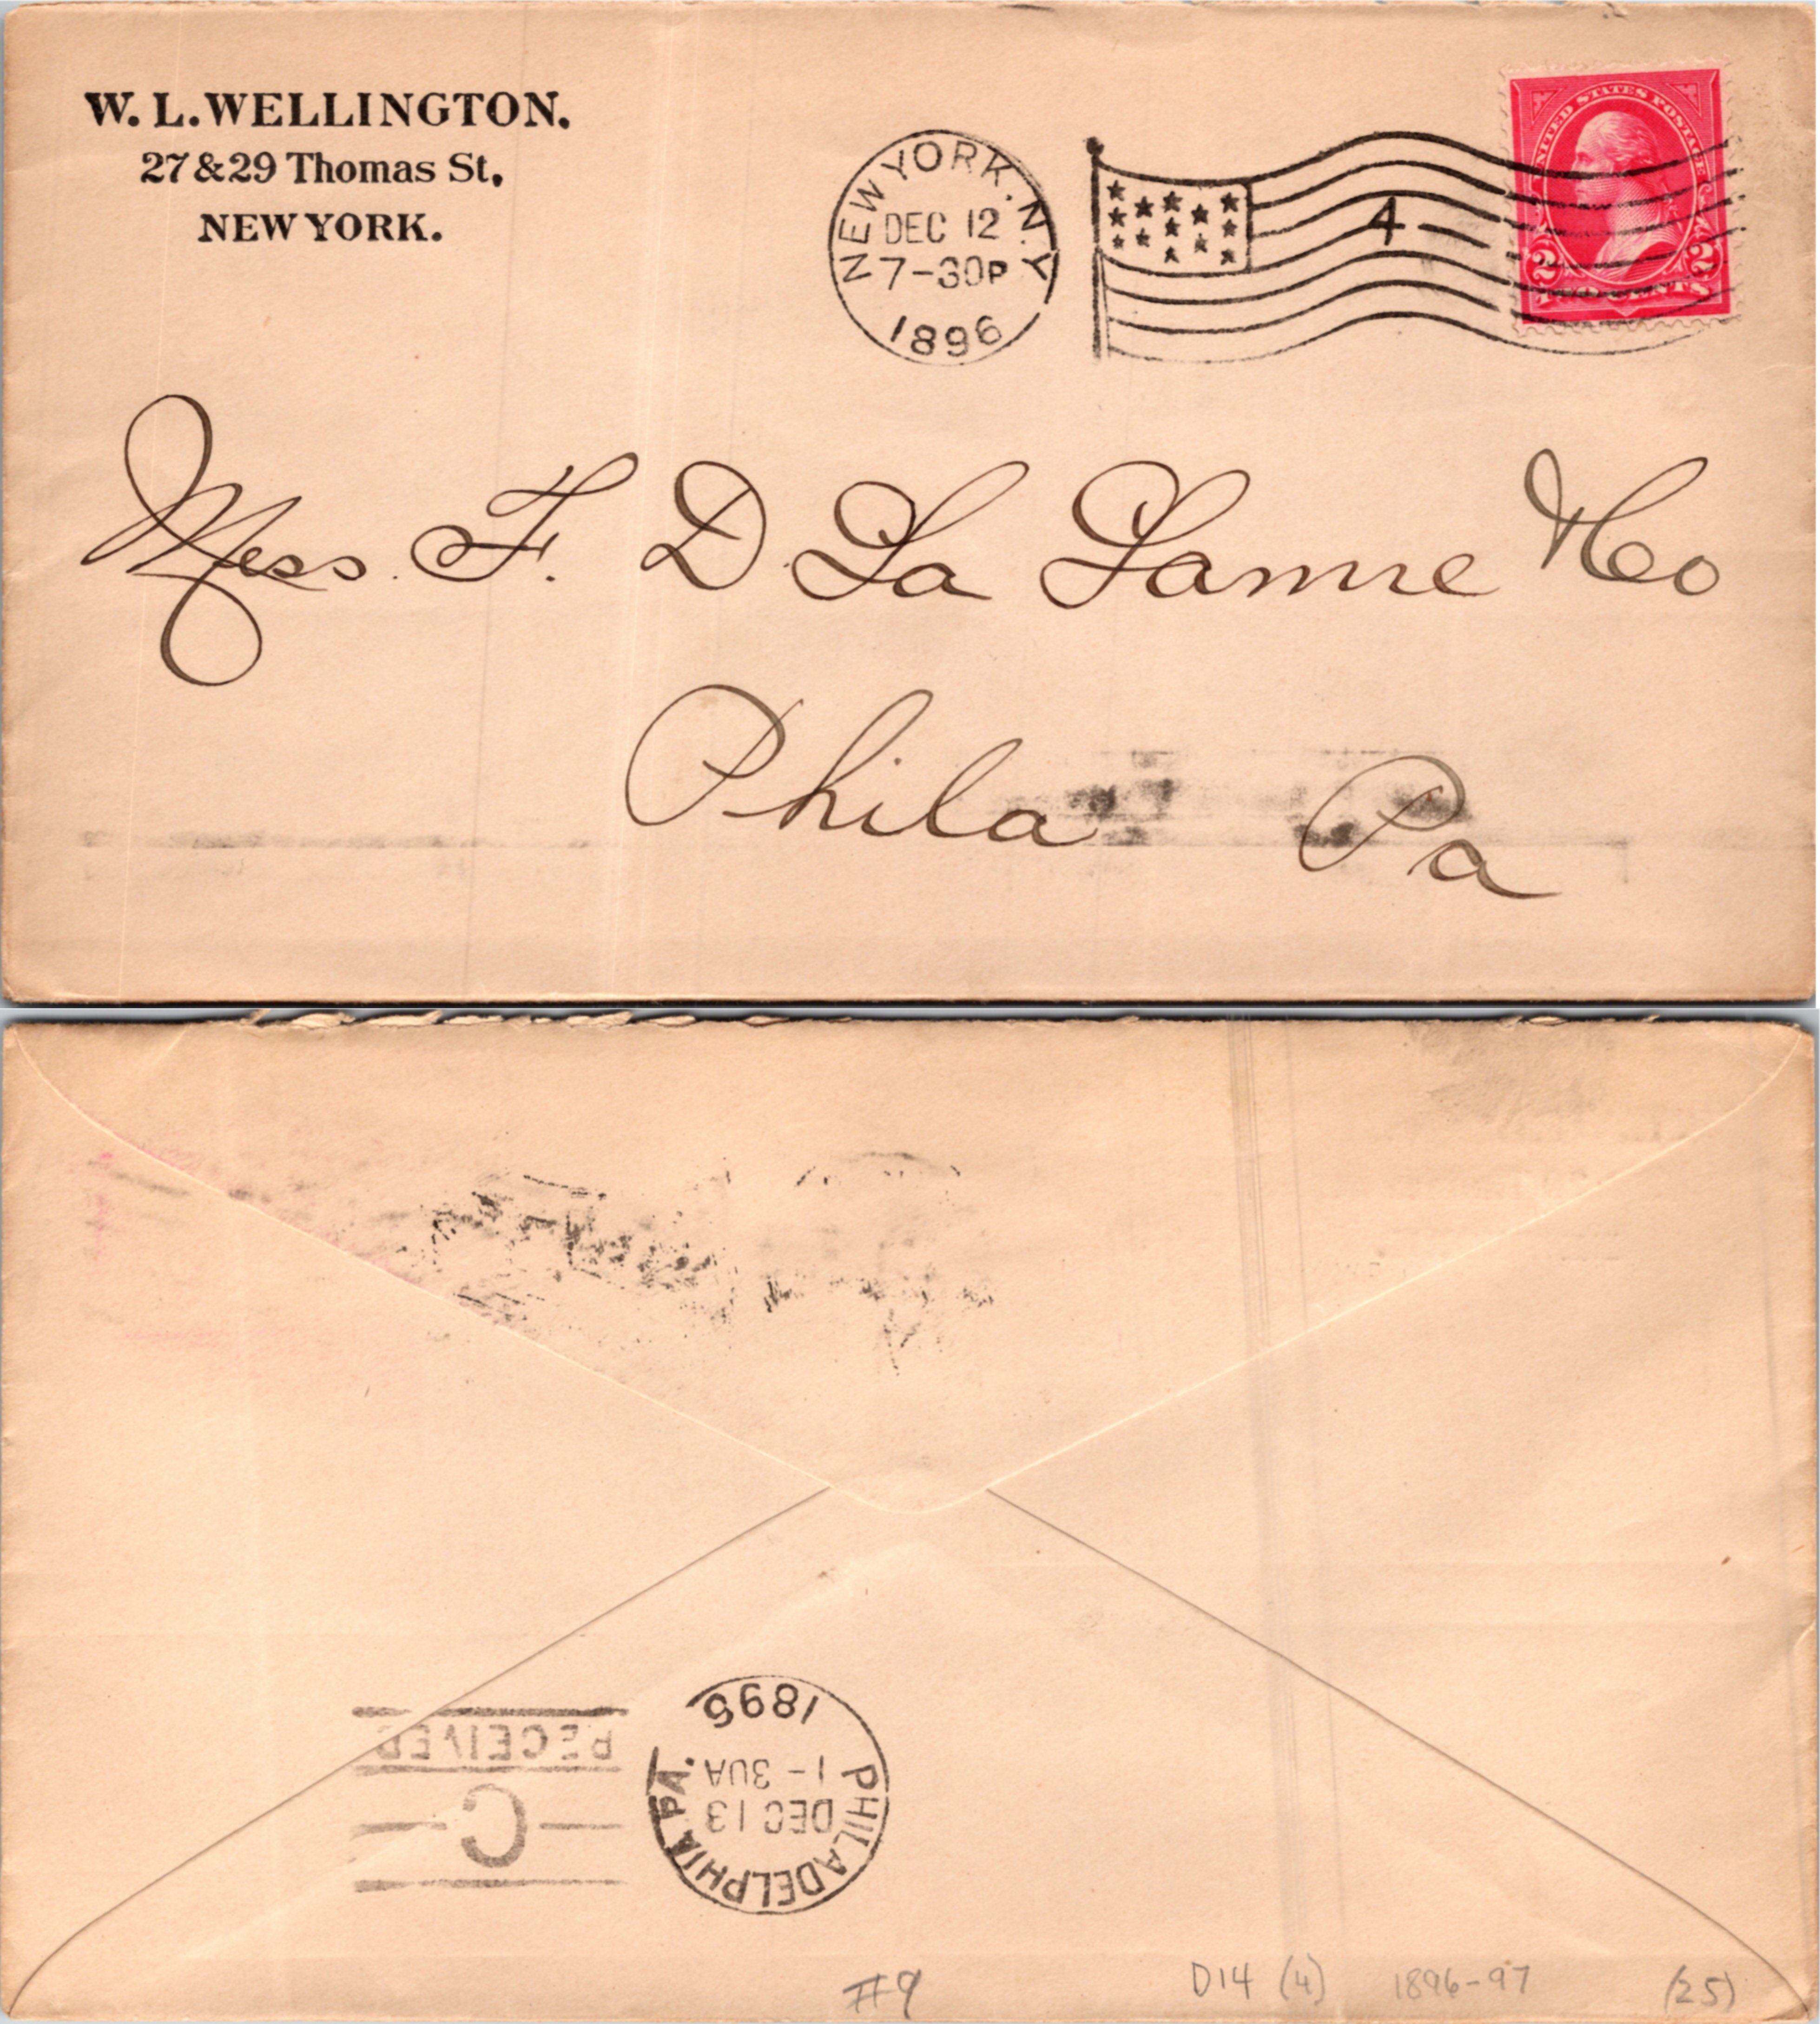 W. L. WELLINGTON.
27 & 29 Thomas St.
NEW YORK.
NEW YORK. N.Y.
DEC 12
7-30P
1896
4
UNITED STATES POSTAGE
2 2
TWO CENTS
Mess. F. D. La Lanne & Co
Phila Pa
PHILADELPHIA PA.
DEC 13
1-30A
1896
RECEIVED
C
#9
D14 (4) 1896-97 (25)